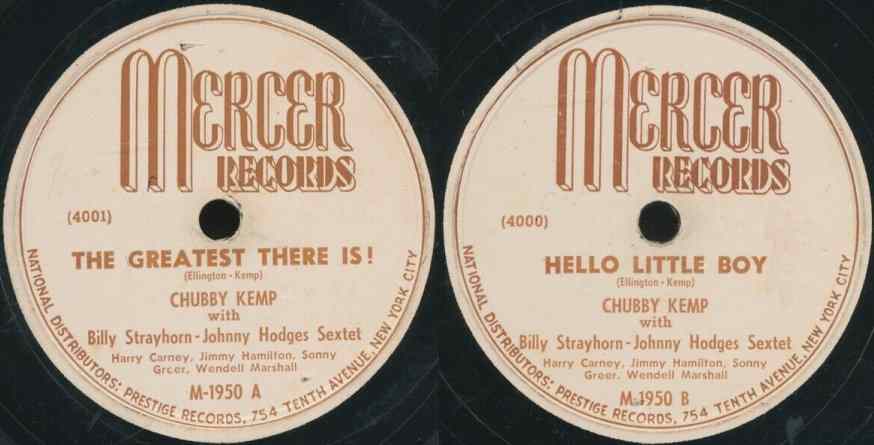 MERCER
RECORDS
(4001)
THE GREATEST THERE IS!
(Ellington - Kemp)
CHUBBY KEMP
with
Billy Strayhorn - Johnny Hodges Sextet
Harry Carney, Jimmy Hamilton, Sonny
Greer, Wendell Marshall
M-1950 A
NATIONAL DISTRIBUTORS: PRESTIGE RECORDS, 754 TENTH AVENUE, NEW YORK CITY
MERCER
RECORDS
(4000)
HELLO LITTLE BOY
(Ellington - Kemp)
CHUBBY KEMP
with
Billy Strayhorn - Johnny Hodges Sextet
Harry Carney, Jimmy Hamilton, Sonny
Greer, Wendell Marshall
M-1950 B
NATIONAL DISTRIBUTORS: PRESTIGE RECORDS, 754 TENTH AVENUE, NEW YORK CITY